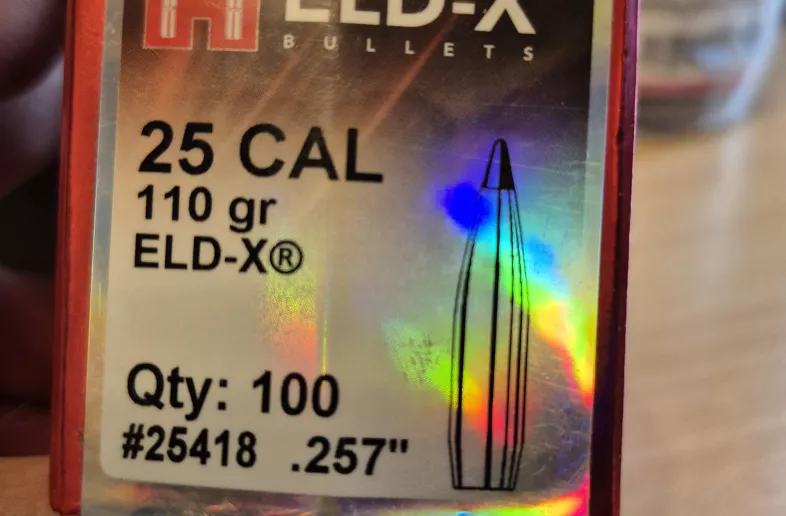 ELD-X
BULLETS
25 CAL
110 gr
ELD-X®
Qty: 100
#25418 .257"